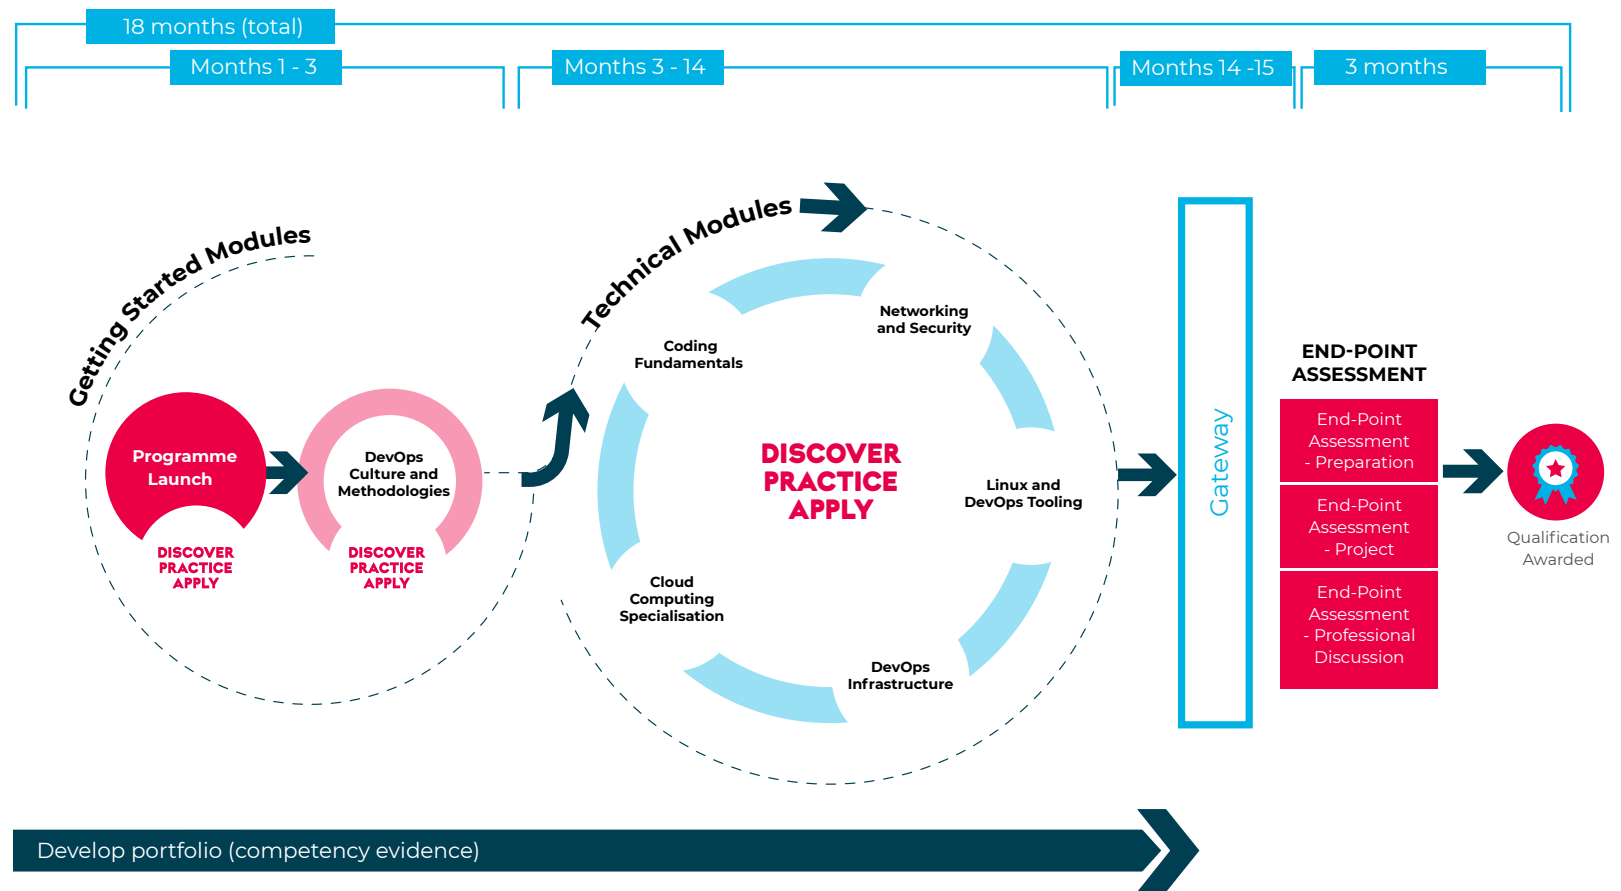 18 months (total)
Months 1 - 3
Months 3 - 14
Months 14 -15
3 months
Getting Started Modules
Programme
Launch
DISCOVER
PRACTICE
APPLY
DevOps
Culture and
Methodologies
DISCOVER
PRACTICE
APPLY
Technical Modules
Coding
Fundamentals
Networking
and Security
Linux and
DevOps Tooling
DevOps
Infrastructure
Cloud
Computing
Specialisation
DISCOVER
PRACTICE
APPLY
Gateway
END-POINT
ASSESSMENT
End-Point
Assessment
- Preparation
End-Point
Assessment
- Project
End-Point
Assessment
- Professional
Discussion
Qualification
Awarded
Develop portfolio (competency evidence)